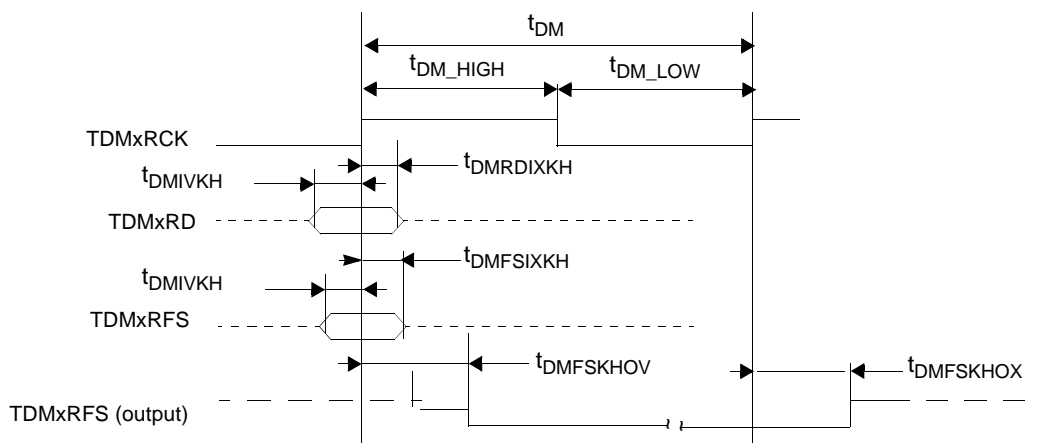 tDM
tDM_HIGH
tDM_LOW
TDMxRCK
tDMRDIXKH
tDMIVKH
TDMxRD
tDMFSIXKH
tDMIVKH
TDMxRFS
tDMFSKHOV
tDMFSKHOX
TDMxRFS (output)